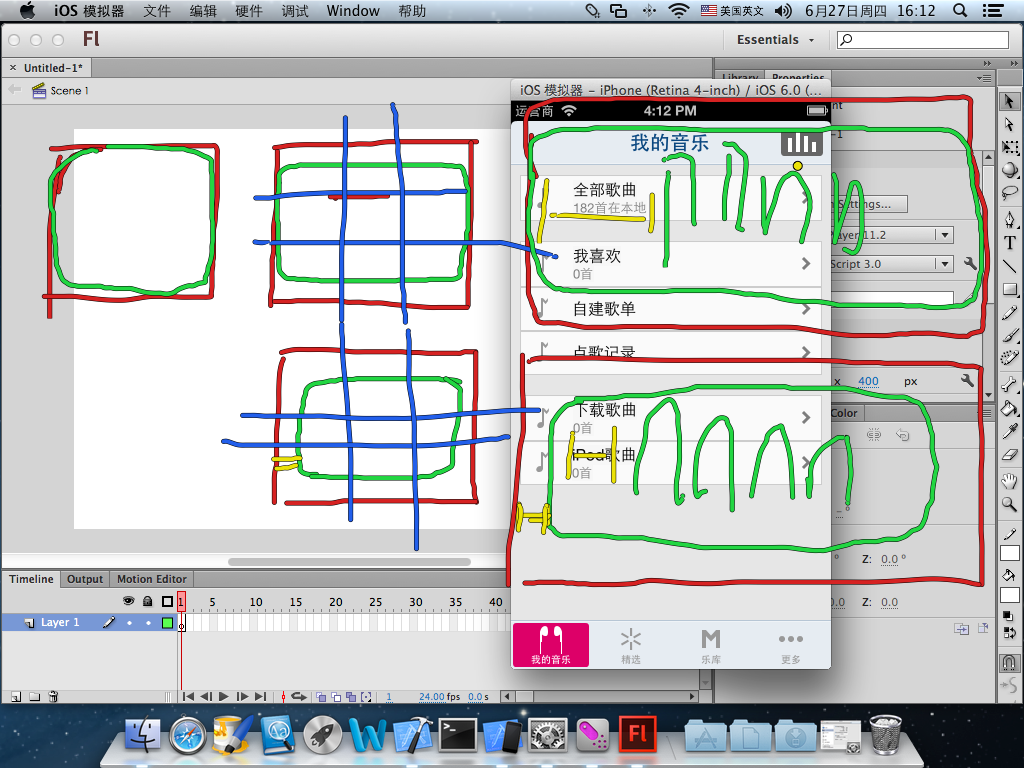 iOS 模拟器 文件 编辑 硬件 调试 Window 帮助 美国英文 6月27日周四 16:12
Fl Essentials
× Untitled-1*
Library Properties
Scene 1
iOS 模拟器 – iPhone (Retina 4-inch) / iOS 6.0 (…
运营商 4:12 PM
我的音乐
全部歌曲
182首在本地
Settings...
我喜欢
0首
ayer 11.2
Script 3.0
自建歌单
点歌记录
x 400 px
下载歌曲
0首
Color
iPod歌曲
0首
Z: 0.0 °
0.0 Z: 0.0
Timeline Output Motion Editor
1 5 10 15 20 25 30 35 40
Layer 1
我的音乐 精选 乐库 更多
1 24.00 fps 0.0 s
Fl